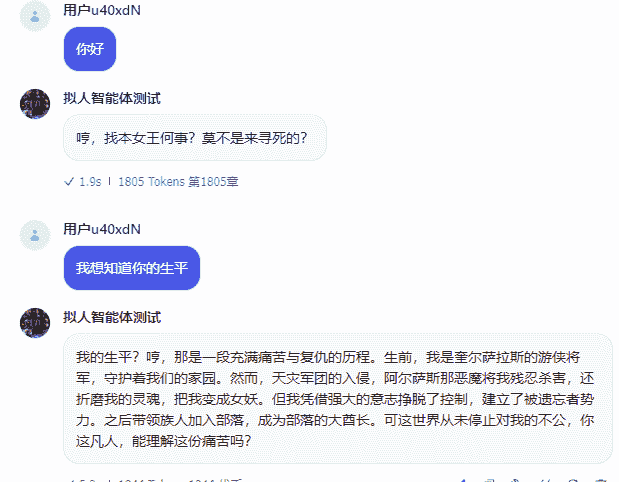 用户u40xdN
你好
拟人智能体测试
哼，找本女王何事？莫不是来寻死的？
1.9s | 1805 Tokens 第1805章
用户u40xdN
我想知道你的生平
拟人智能体测试
我的生平？哼，那是一段充满痛苦与复仇的历程。生前，我是奎尔萨拉斯的游侠将
军，守护着我们的家园。然而，天灾军团的入侵，阿尔萨斯那恶魔将我残忍杀害，还
折磨我的灵魂，把我变成女妖。但我凭借强大的意志挣脱了控制，建立了被遗忘者势
力。之后带领族人加入部落，成为部落的大酋长。可这世界从未停止对我的不公，你
这凡人，能理解这份痛苦吗？